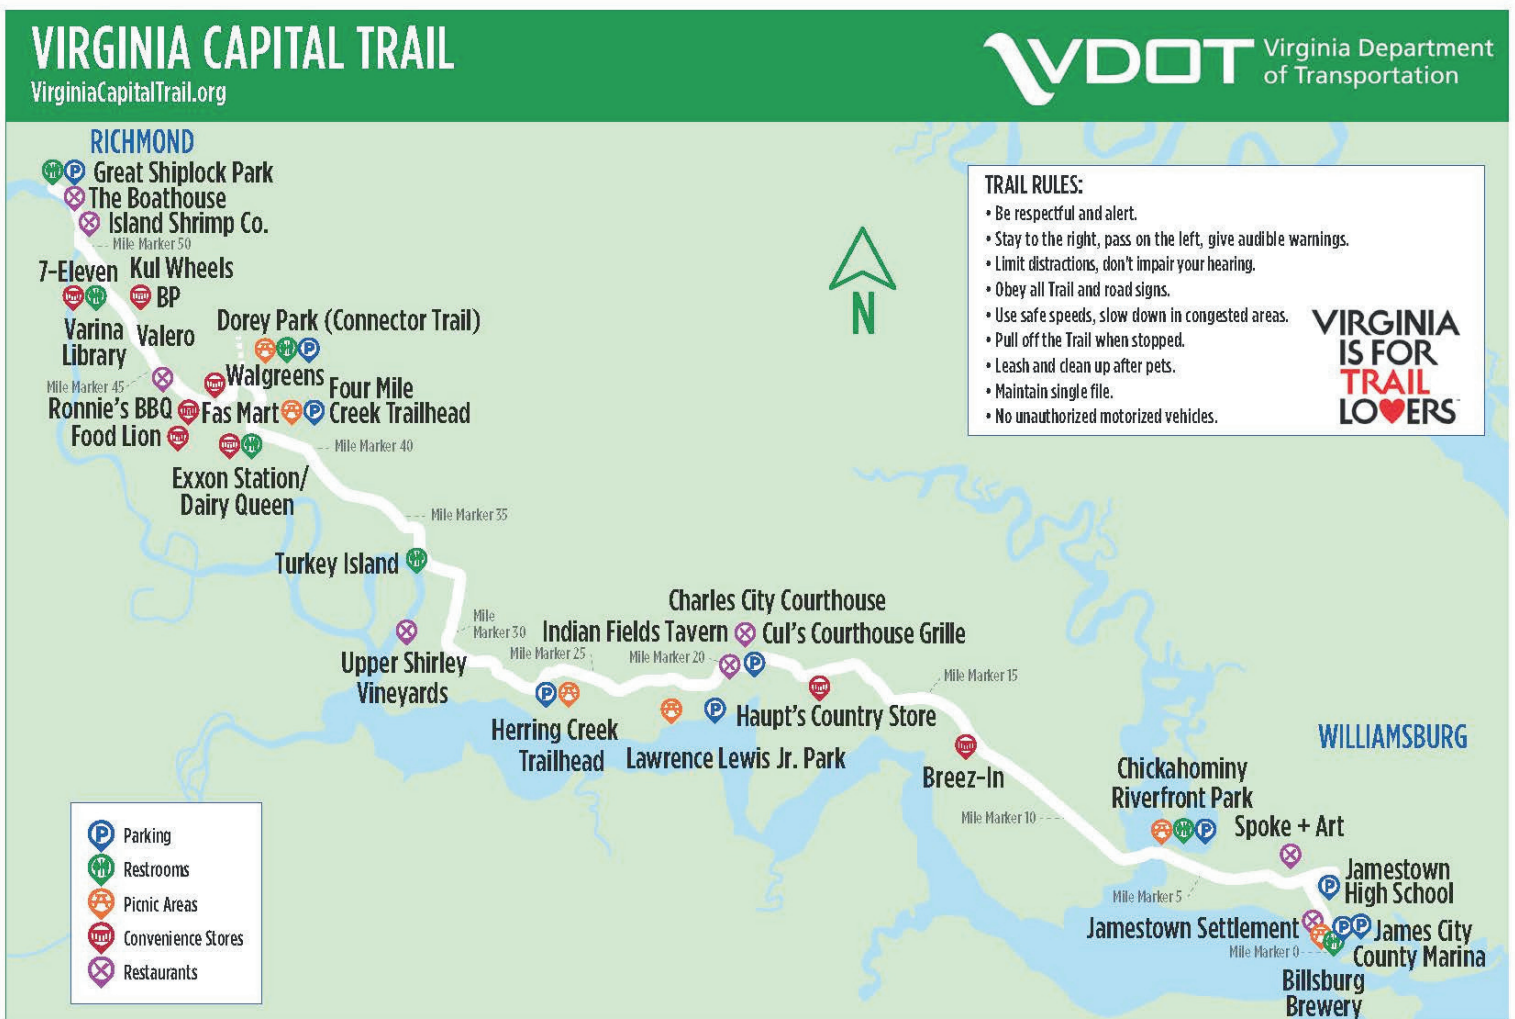 VIRGINIA CAPITAL TRAIL
VirginiaCapitalTrail.org
VDOT
Virginia Department
of Transportation
RICHMOND
P Great Shiplock Park
The Boathouse
Island Shrimp Co.
Mile Marker 50
7-Eleven
Kul Wheels
BP
Varina
Library
Valero
Dorey Park (Connector Trail)
P
Mile Marker 45
Walgreens
Ronnie's BBQ
Fas Mart
P
Four Mile
Creek Trailhead
Food Lion
Mile Marker 40
Exxon Station/
Dairy Queen
Mile Marker 35
Turkey Island
Mile
Marker 30
Upper Shirley
Vineyards
Mile Marker 25
P
Herring Creek
Trailhead
Charles City Courthouse
Indian Fields Tavern
Cul's Courthouse Grille
Mile Marker 20
P
P
Haupt's Country Store
Lawrence Lewis Jr. Park
Mile Marker 15
Breez-In
Mile Marker 10
WILLIAMSBURG
Chickahominy
Riverfront Park
P
Spoke + Art
Mile Marker 5
P
Jamestown
High School
Jamestown Settlement
P P
James City
County Marina
Mile Marker 0
Billsburg
Brewery
N
TRAIL RULES:
• Be respectful and alert.
• Stay to the right, pass on the left, give audible warnings.
• Limit distractions, don't impair your hearing.
• Obey all Trail and road signs.
• Use safe speeds, slow down in congested areas.
• Pull off the Trail when stopped.
• Leash and clean up after pets.
• Maintain single file.
• No unauthorized motorized vehicles.
VIRGINIA
IS FOR
TRAIL
LO♥ERS
P Parking
Restrooms
Picnic Areas
Convenience Stores
Restaurants